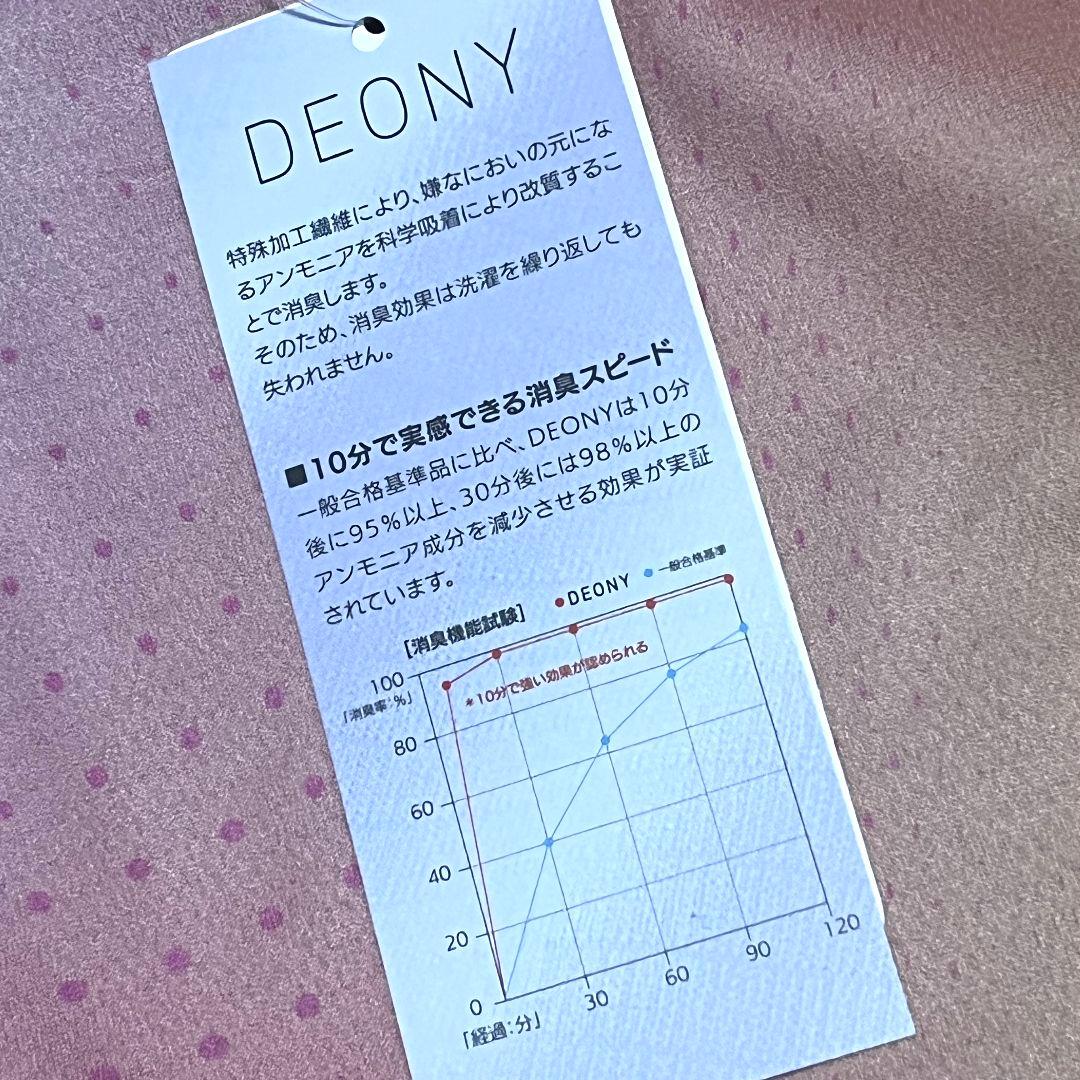 DEONY
特殊加工繊維により、嫌なにおいの元にな
るアンモニアを科学吸着により改質するこ
とで消臭します。
そのため、消臭効果は洗濯を繰り返しても
失われません。
■10分で実感できる消臭スピード
一般合格基準品に比べ、DEONYは10分
後に95%以上、30分後には98%以上の
アンモニア成分を減少させる効果が実証
されています。
[消臭機能試験] ●DEONY ●一般合格基準
100
「消臭率:%」
*10分で強い効果が認められる
80
60
40
20
0
30 60 90 120
「経過:分」